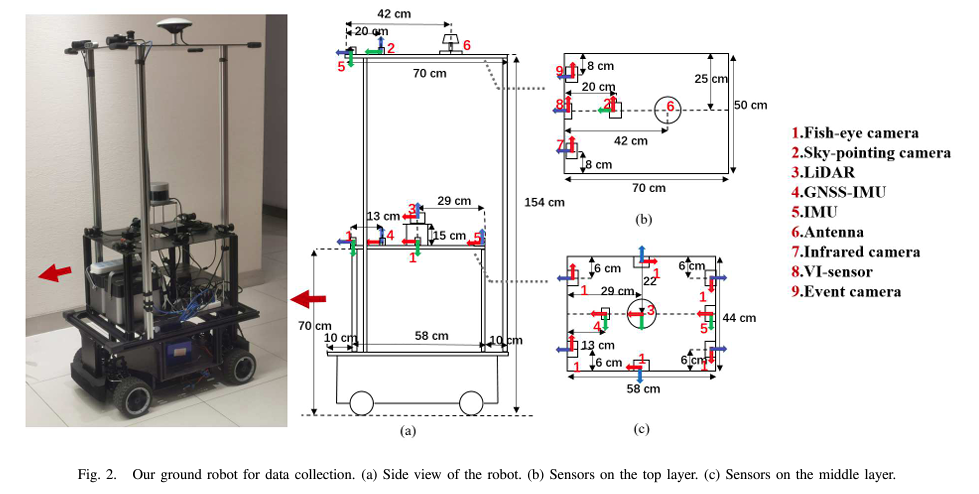 42 cm
20 cm
2
6
5
70 cm
154 cm
29 cm
3
13 cm
1
4
15 cm
5
1
70 cm
10 cm
58 cm
10 cm
(a)
9
8 cm
20 cm
25 cm
50 cm
8
2
6
42 cm
7
8 cm
70 cm
(b)
6 cm
1
6 cm
22
1
29 cm
1
3
4
5
44 cm
13 cm
1
6 cm
1
6 cm
1
58 cm
(c)
1.Fish-eye camera
2.Sky-pointing camera
3.LiDAR
4.GNSS-IMU
5.IMU
6.Antenna
7.Infrared camera
8.VI-sensor
9.Event camera
Fig. 2. Our ground robot for data collection. (a) Side view of the robot. (b) Sensors on the top layer. (c) Sensors on the middle layer.